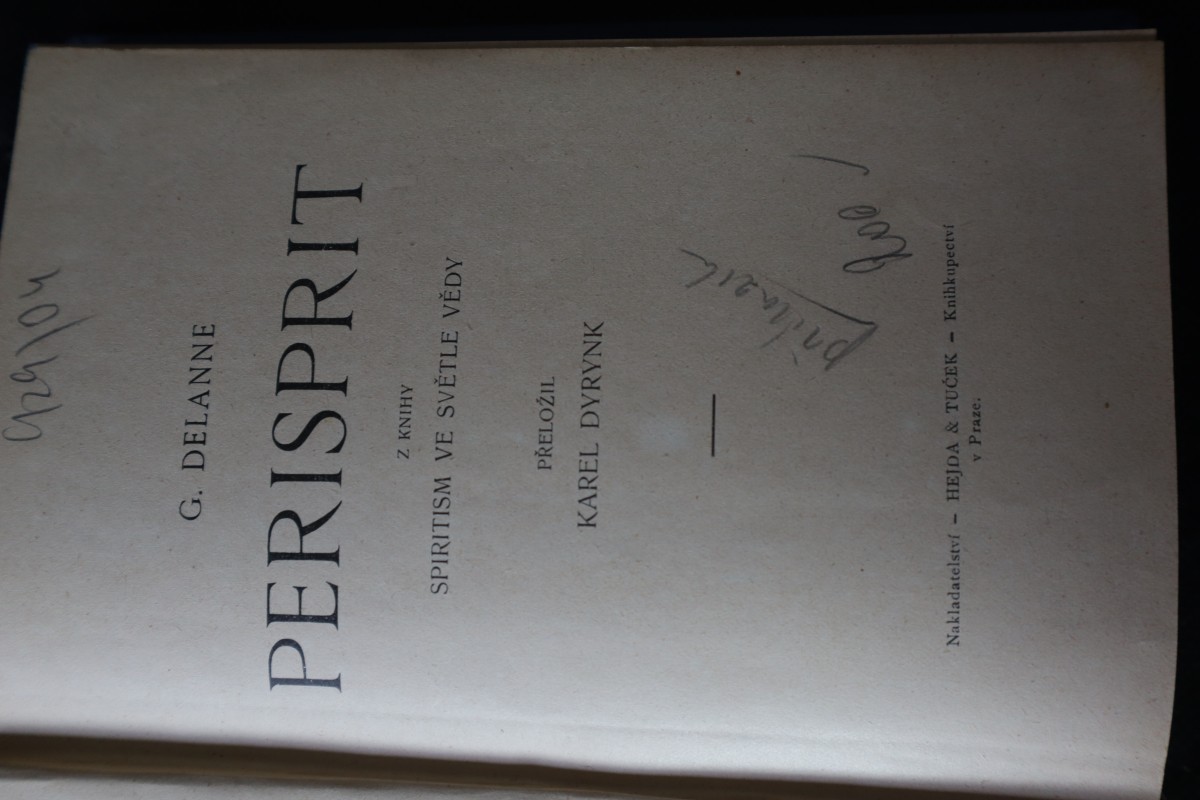 G. DELANNE
PERISPRIT
Z KNIHY
SPIRITISM VE SVĚTLE VĚDY
PŘELOŽIL
KAREL DYRYNK
Nakladatelství — HEJDA & TUČEK — Knihkupectví
v Praze.